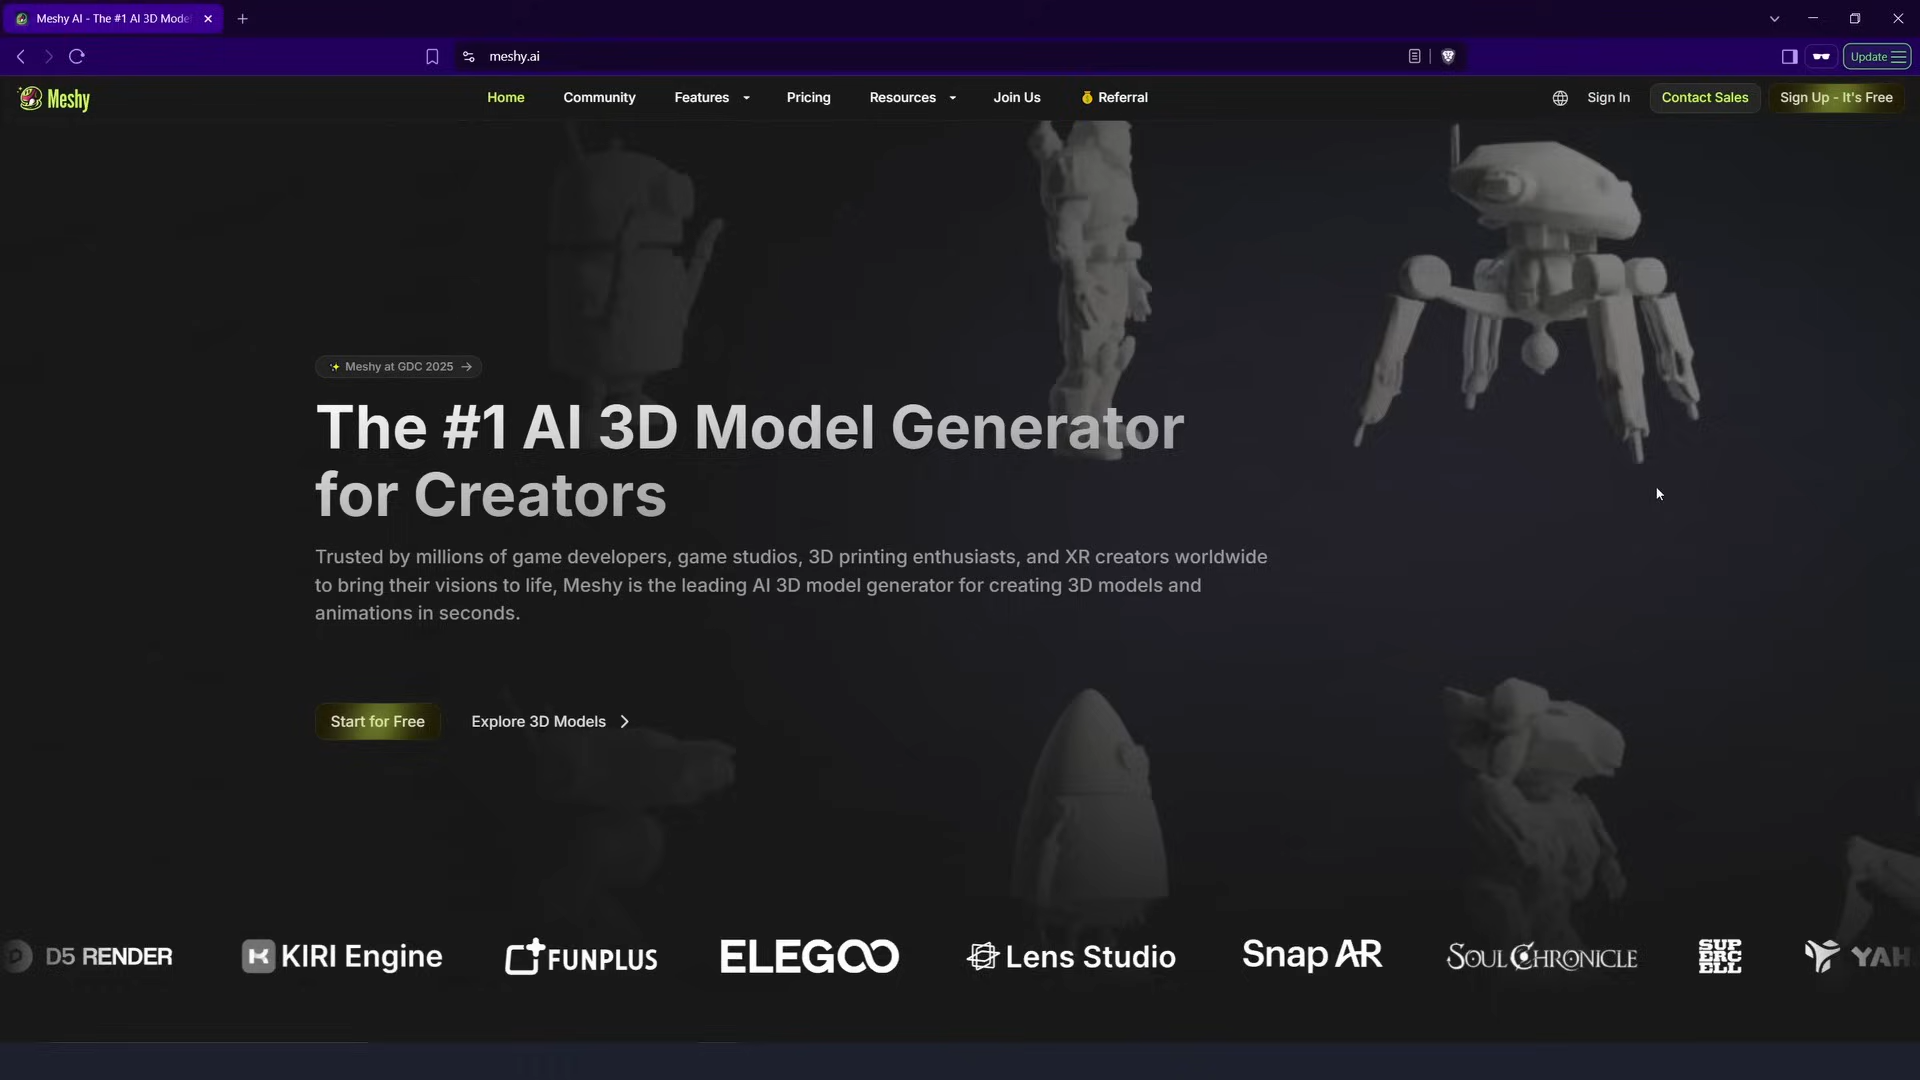 Meshy AI - The #1 AI 3D Mode
meshy.ai
Update
Meshy
Home
Community
Features
Pricing
Resources
Join Us
Referral
Sign In
Contact Sales
Sign Up - It's Free
Meshy at GDC 2025
The #1 AI 3D Model Generator
for Creators
Trusted by millions of game developers, game studios, 3D printing enthusiasts, and XR creators worldwide
to bring their visions to life, Meshy is the leading AI 3D model generator for creating 3D models and
animations in seconds.
Start for Free
Explore 3D Models
D5 RENDER
KIRI Engine
FUNPLUS
ELEGOO
Lens Studio
Snap AR
SOUL CHRONICLE
SUP
ERC
ELL
YAH